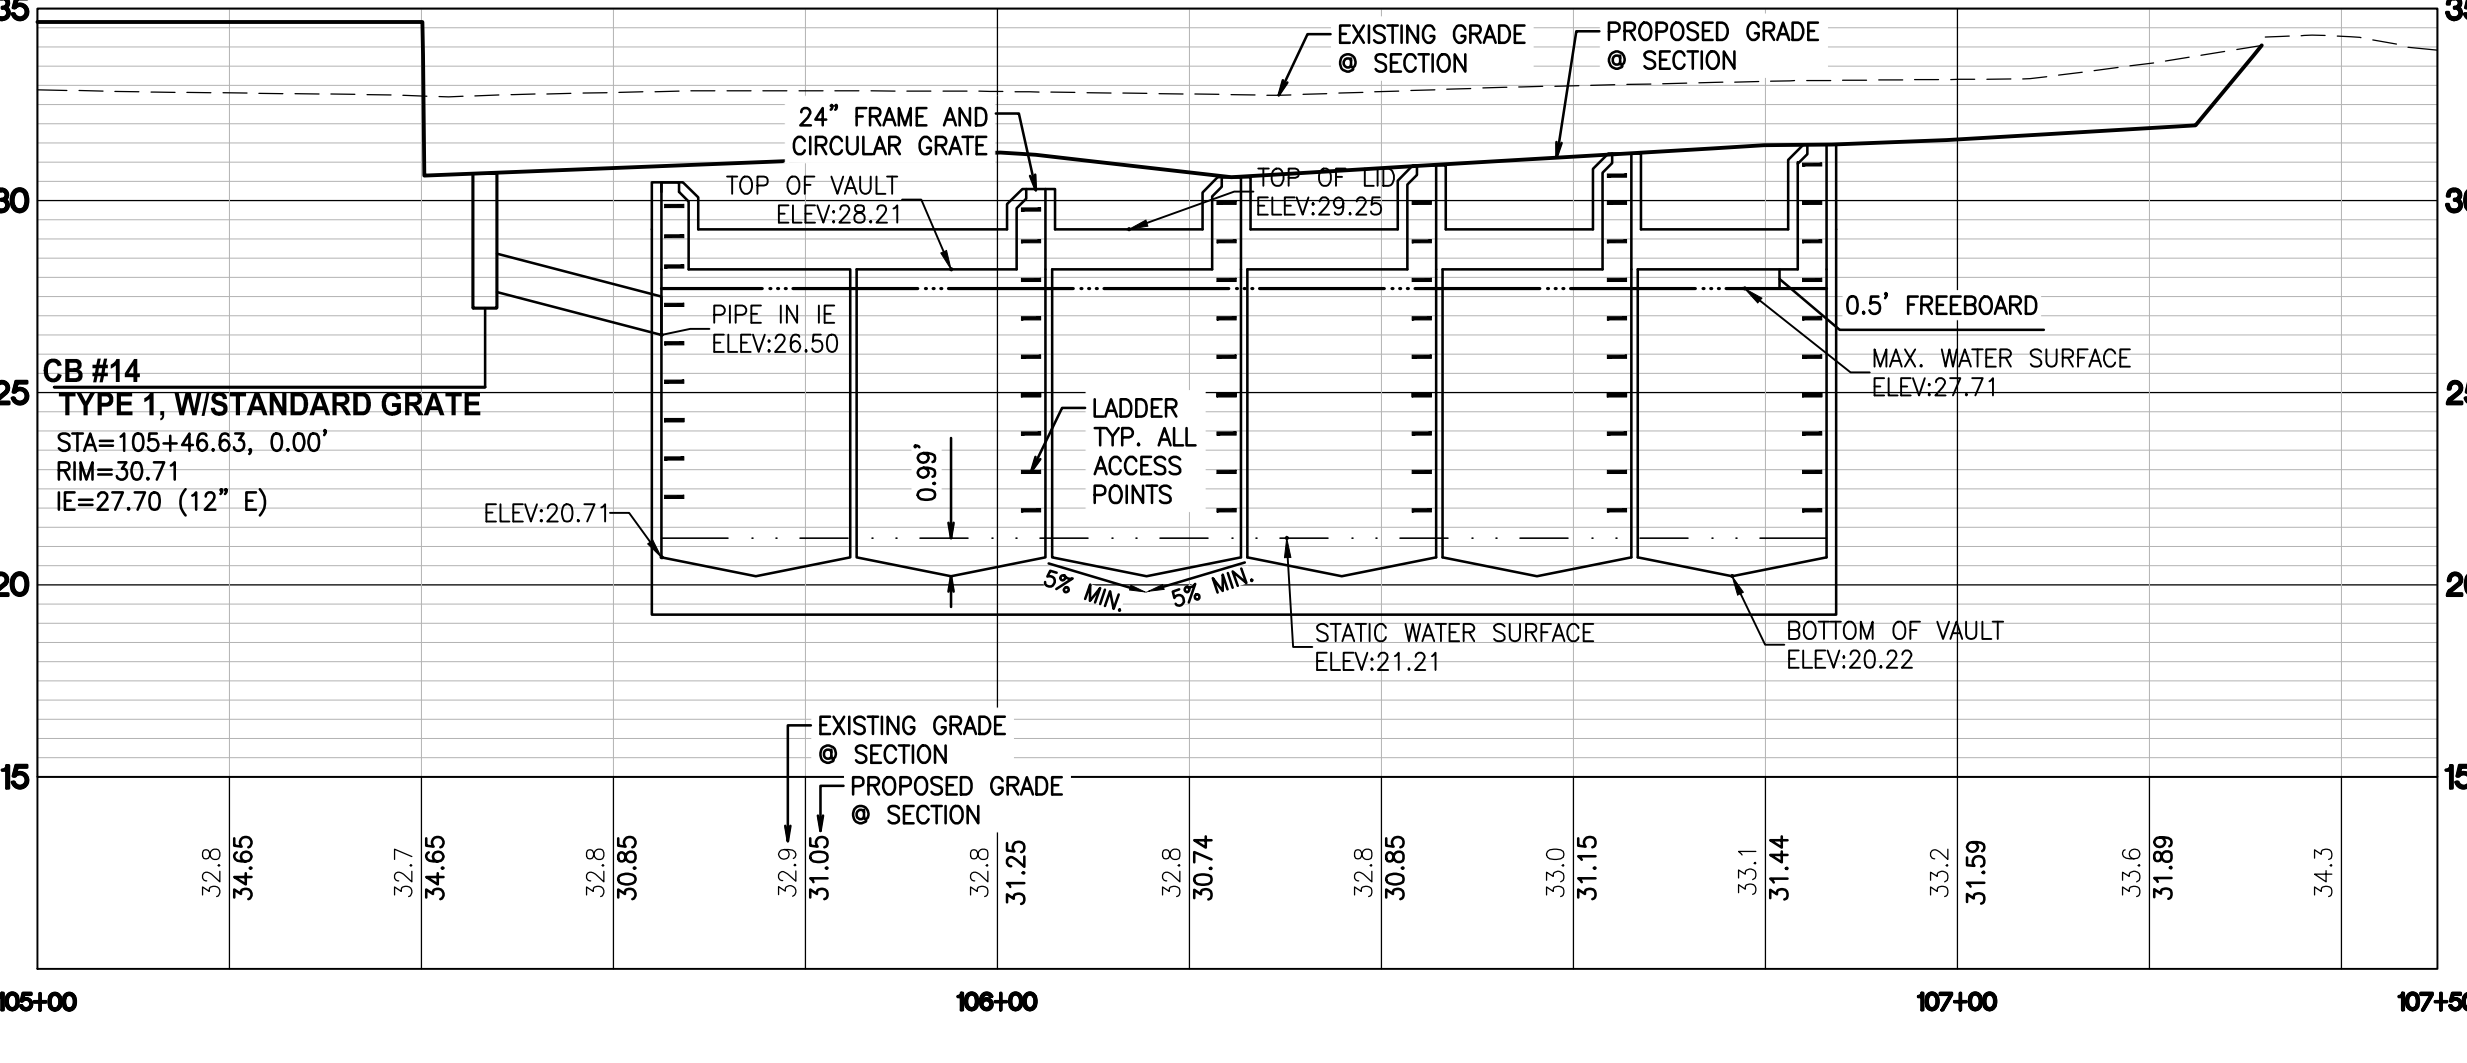 35
35
EXISTING GRADE
@ SECTION
PROPOSED GRADE
@ SECTION
24" FRAME AND
CIRCULAR GRATE
TOP OF VAULT
ELEV:28.21
TOP OF LID
ELEV:29.25
30
30
PIPE IN IE
ELEV:26.50
0.5' FREEBOARD
MAX. WATER SURFACE
ELEV:27.71
CB #14
TYPE 1, W/STANDARD GRATE
STA=105+46.63, 0.00'
RIM=30.71
IE=27.70 (12" E)
25
25
LADDER
TYP. ALL
ACCESS
POINTS
0.99'
ELEV:20.71
5% MIN.
5% MIN.
20
20
STATIC WATER SURFACE
ELEV:21.21
BOTTOM OF VAULT
ELEV:20.22
EXISTING GRADE
@ SECTION
PROPOSED GRADE
@ SECTION
15
15
32.8
34.65
32.7
34.65
32.8
30.85
32.9
31.05
32.8
31.25
32.8
30.74
32.8
30.85
33.0
31.15
33.1
31.44
33.2
31.59
33.6
31.89
34.3
105+00
106+00
107+00
107+50